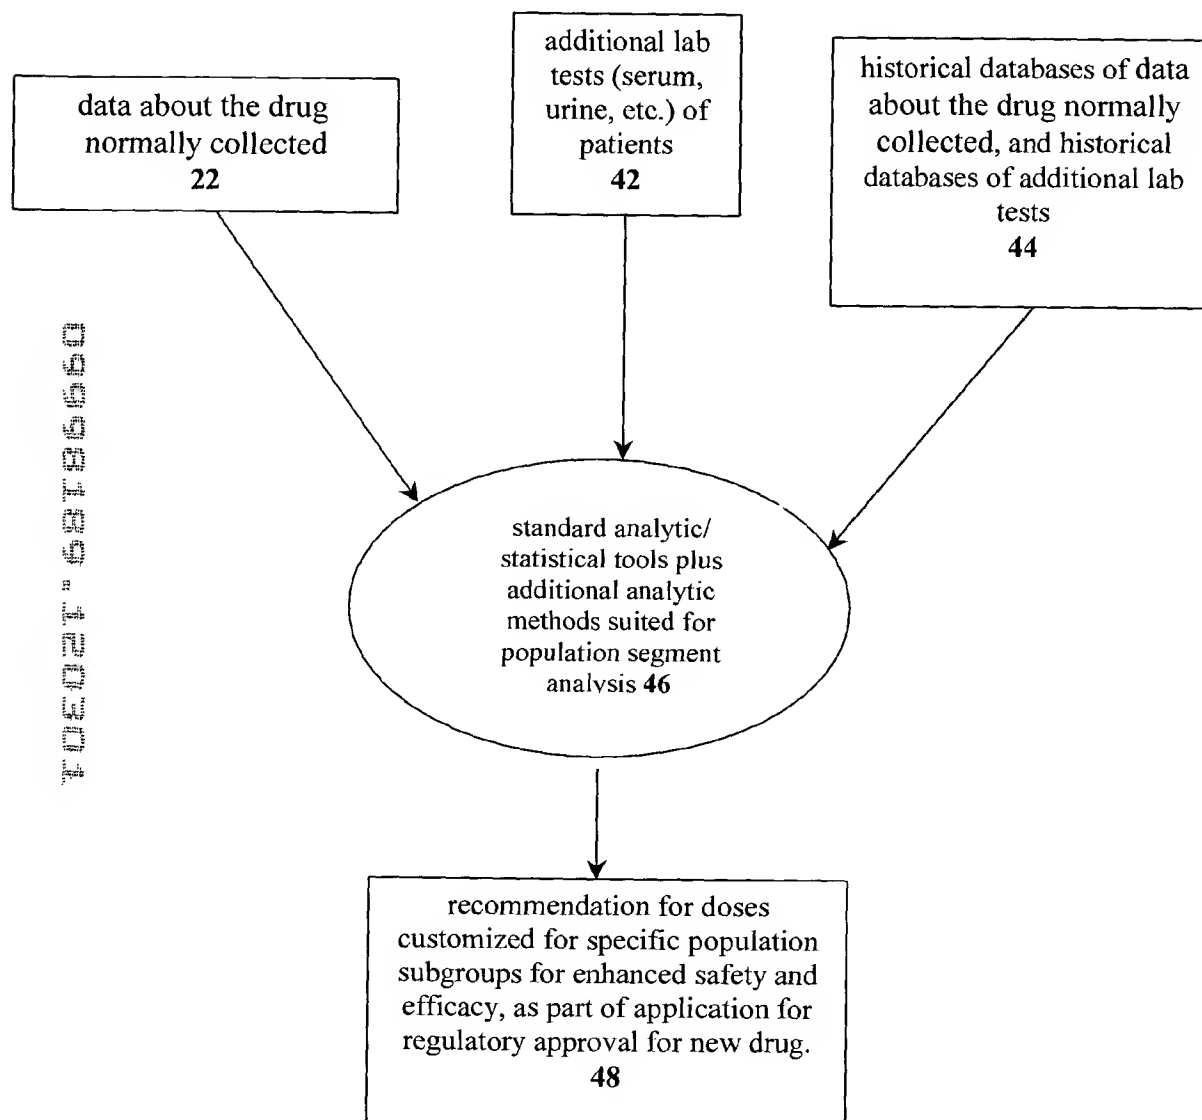 data about the drug
normally collected
22
additional lab
tests (serum,
urine, etc.) of
patients
42
historical databases of data
about the drug normally
collected, and historical
databases of additional lab
tests
44
09998189.120301
standard analytic/
statistical tools plus
additional analytic
methods suited for
population segment
analysis 46
recommendation for doses
customized for specific population
subgroups for enhanced safety and
efficacy, as part of application for
regulatory approval for new drug.
48